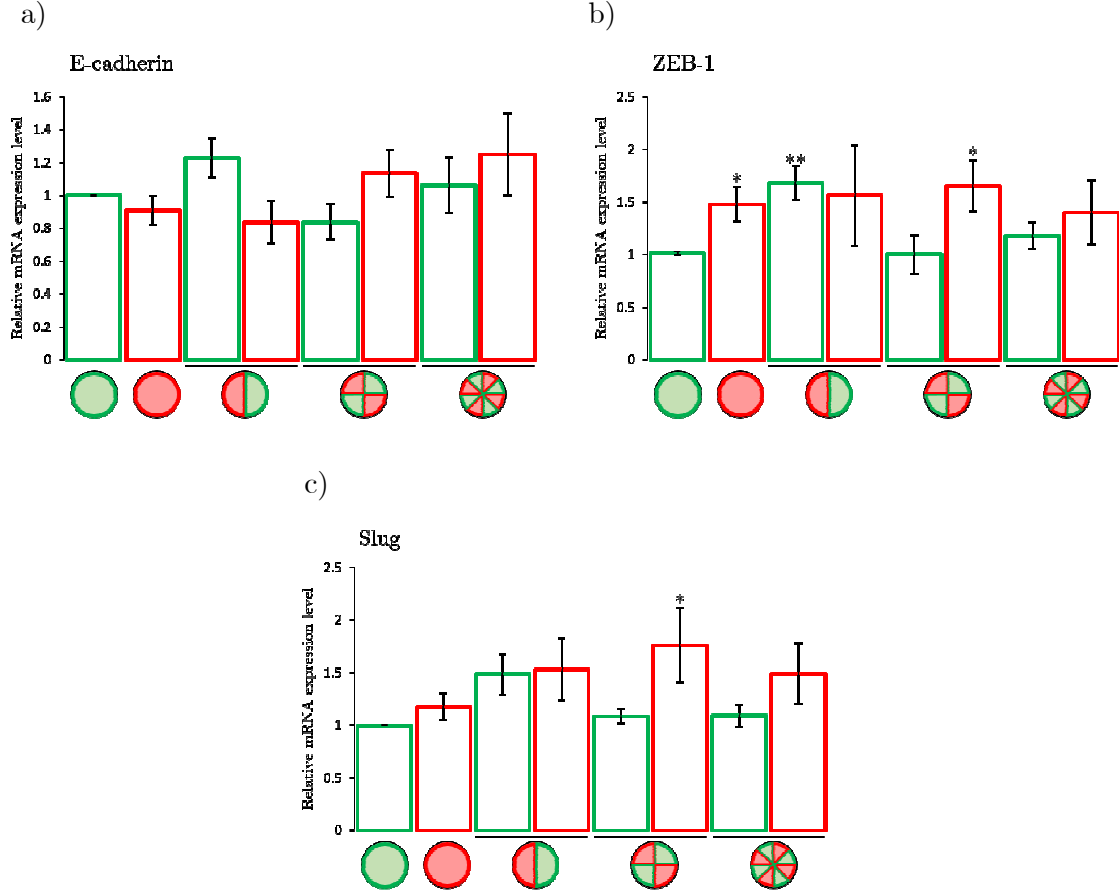 a)
E-cadherin
Relative mRNA expression level
1.6
1.4
1.2
1
0.8
0.6
0.4
0.2
0
b)
ZEB-1
Relative mRNA expression level
2.5
2
1.5
1
0.5
0
*
**
*
c)
Slug
Relative mRNA expression level
2.5
2
1.5
1
0.5
0
*